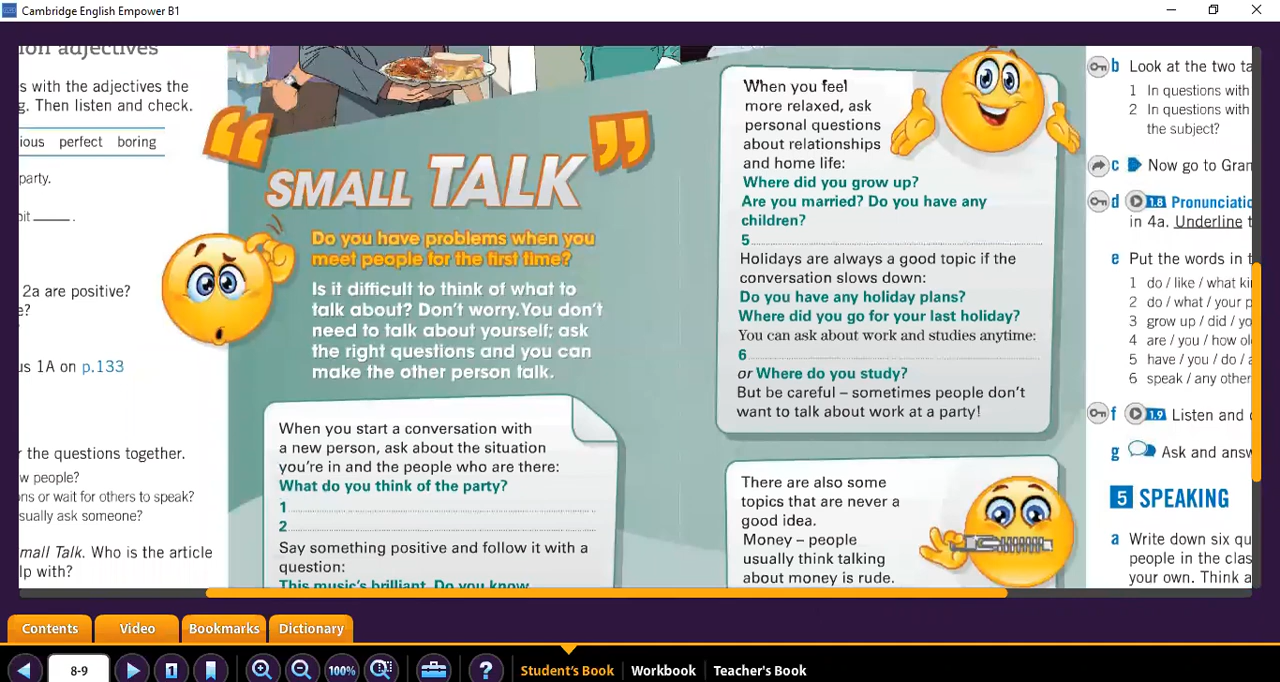 Cambridge English Empower B1
ion adjectives
s with the adjectives the
g. Then listen and check.
ious perfect boring
party.
bit ____ .
2a are positive?
e?
us 1A on p.133
r the questions together.
w people?
ns or wait for others to speak?
sually ask someone?
mall Talk. Who is the article
lp with?
“ SMALL TALK ”
Do you have problems when you
meet people for the first time?
Is it difficult to think of what to
talk about? Don’t worry. You don’t
need to talk about yourself; ask
the right questions and you can
make the other person talk.
When you start a conversation with
a new person, ask about the situation
you’re in and the people who are there:
What do you think of the party?
1
2
Say something positive and follow it with a
question:
This music’s brilliant. Do you know
When you feel
more relaxed, ask
personal questions
about relationships
and home life:
Where did you grow up?
Are you married? Do you have any
children?
5
Holidays are always a good topic if the
conversation slows down:
Do you have any holiday plans?
Where did you go for your last holiday?
You can ask about work and studies anytime:
6
or Where do you study?
But be careful – sometimes people don’t
want to talk about work at a party!
There are also some
topics that are never a
good idea.
Money – people
usually think talking
about money is rude.
b Look at the two ta
1 In questions with
2 In questions with
the subject?
c Now go to Gran
d 1.8 Pronunciatio
in 4a. Underline t
e Put the words in t
1 do / like / what ki
2 do / what / your p
3 grow up / did / yo
4 are / you / how ol
5 have / you / do / a
6 speak / any other
f 1.9 Listen and c
g Ask and answ
5 SPEAKING
a Write down six qu
people in the clas
your own. Think a
Contents Video Bookmarks Dictionary
8-9 1 100% ? Student's Book Workbook Teacher's Book